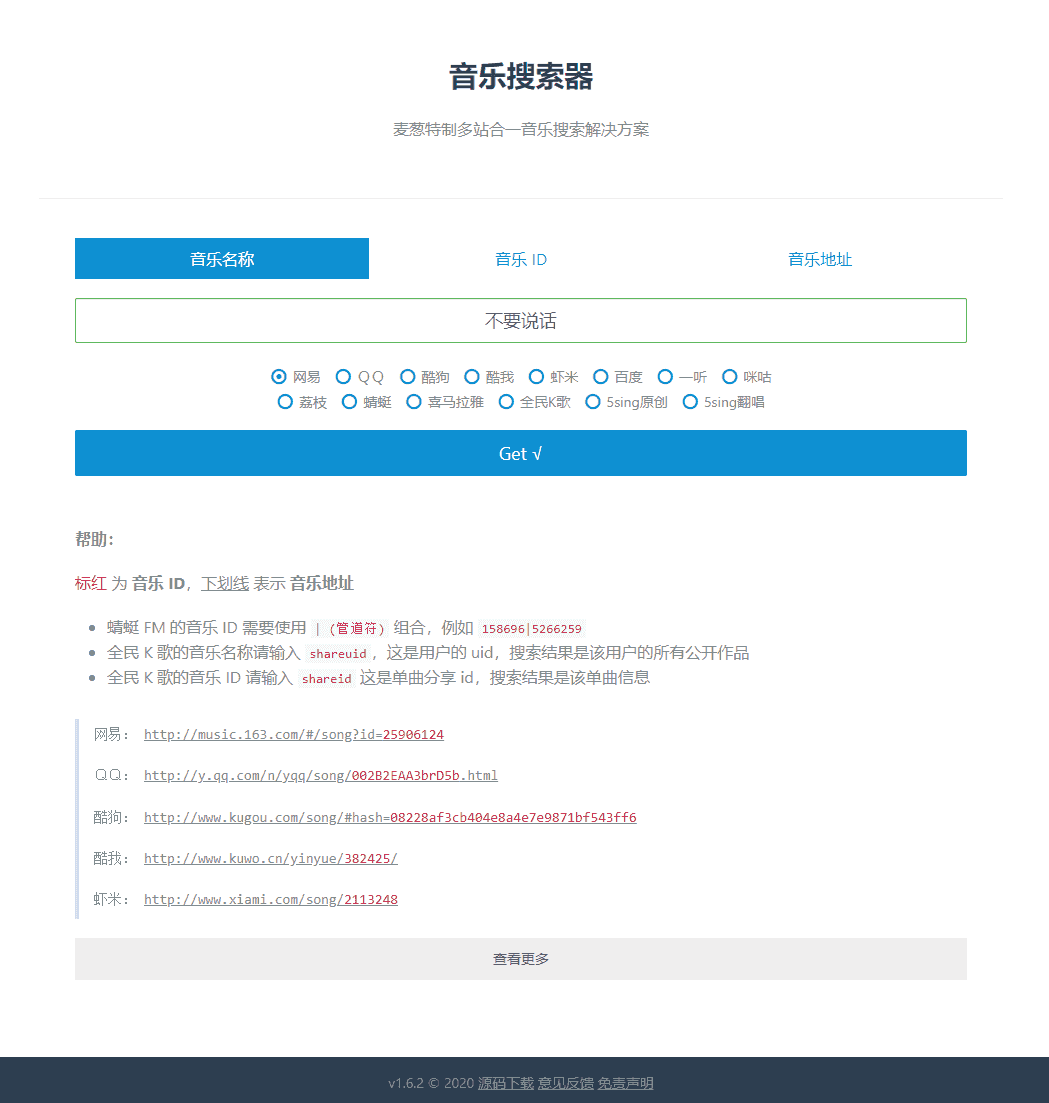 音乐搜索器
麦葱特制多站合一音乐搜索解决方案
音乐名称 音乐 ID 音乐地址
不要说话
网易 ＱＱ 酷狗 酷我 虾米 百度 一听 咪咕
荔枝 蜻蜓 喜马拉雅 全民K歌 5sing原创 5sing翻唱
Get √
帮助：
标红 为 音乐 ID，下划线 表示 音乐地址
蜻蜓 FM 的音乐 ID 需要使用 | (管道符) 组合，例如 158696|5266259
全民 K 歌的音乐名称请输入 shareuid ，这是用户的 uid，搜索结果是该用户的所有公开作品
全民 K 歌的音乐 ID 请输入 shareid 这是单曲分享 id，搜索结果是该单曲信息
网易： http://music.163.com/#/song?id=25906124
ＱＱ： http://y.qq.com/n/yqq/song/002B2EAA3brD5b.html
酷狗： http://www.kugou.com/song/#hash=08228af3cb404e8a4e7e9871bf543ff6
酷我： http://www.kuwo.cn/yinyue/382425/
虾米： http://www.xiami.com/song/2113248
查看更多
v1.6.2 © 2020 源码下载 意见反馈 免责声明